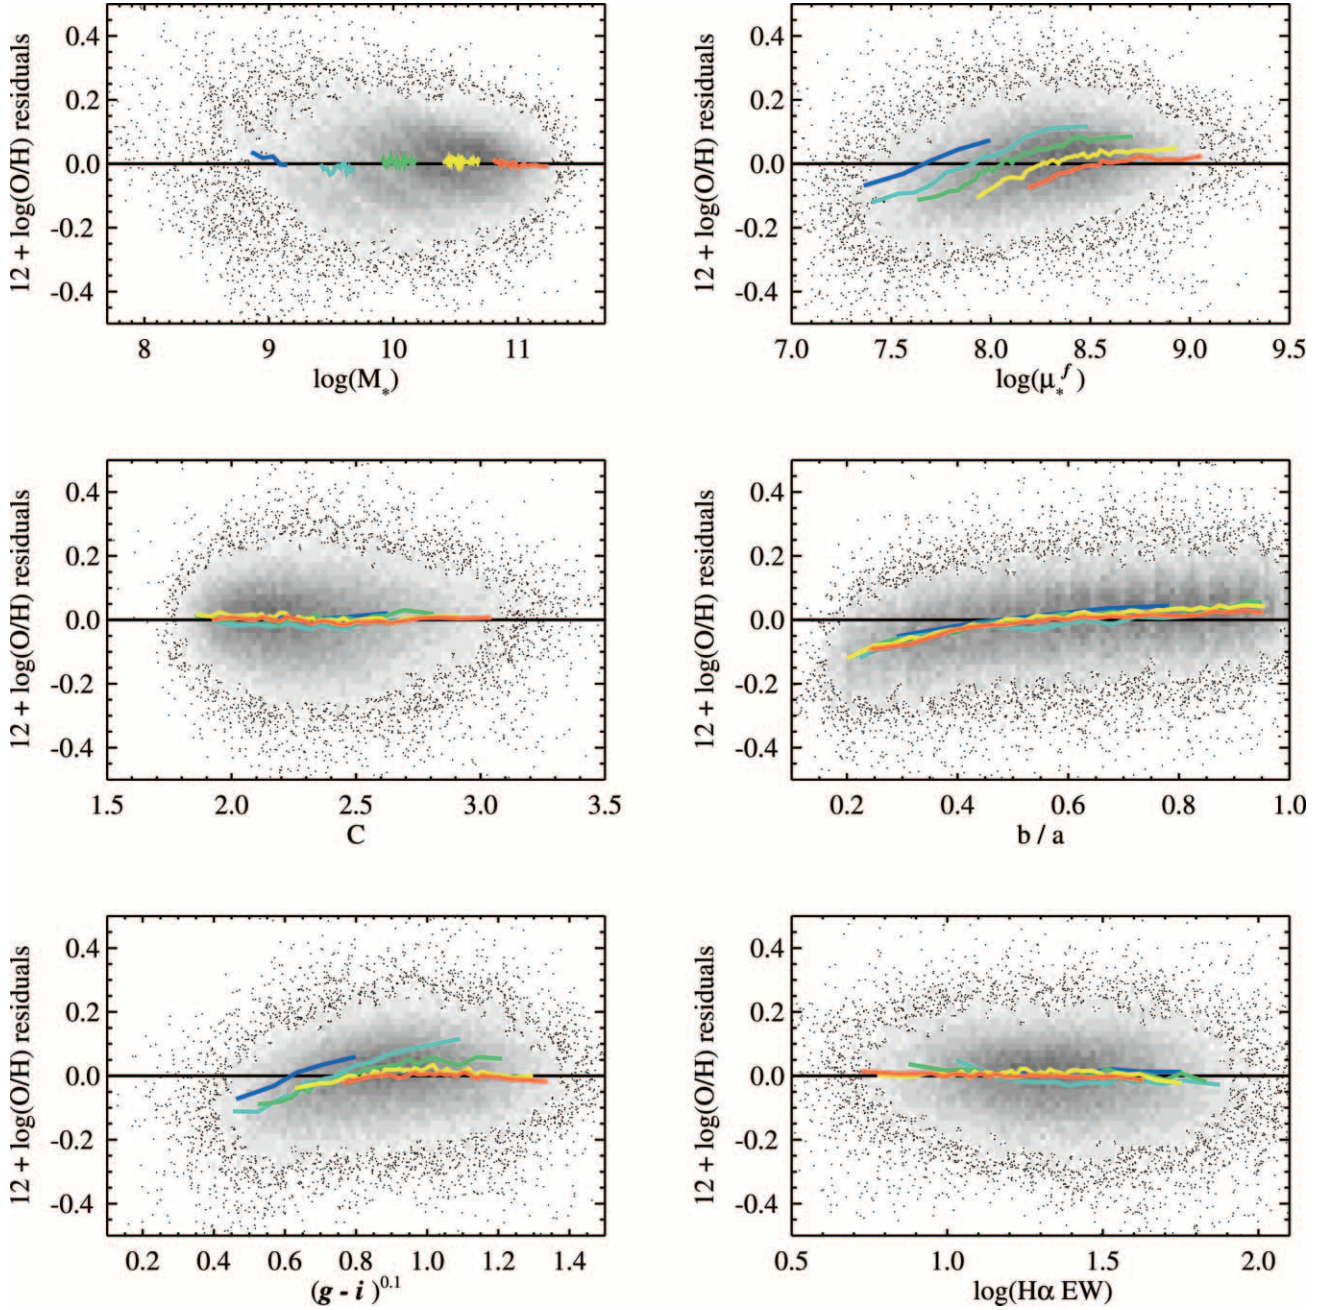 12 + log(O/H) residuals
0.4
0.2
0.0
-0.2
-0.4
8 9 10 11
log(M*)
12 + log(O/H) residuals
0.4
0.2
0.0
-0.2
-0.4
7.0 7.5 8.0 8.5 9.0 9.5
log(μ*f)
12 + log(O/H) residuals
0.4
0.2
0.0
-0.2
-0.4
1.5 2.0 2.5 3.0 3.5
C
12 + log(O/H) residuals
0.4
0.2
0.0
-0.2
-0.4
0.2 0.4 0.6 0.8 1.0
b / a
12 + log(O/H) residuals
0.4
0.2
0.0
-0.2
-0.4
0.2 0.4 0.6 0.8 1.0 1.2 1.4
(g - i)0.1
12 + log(O/H) residuals
0.4
0.2
0.0
-0.2
-0.4
0.5 1.0 1.5 2.0
log(Hα EW)